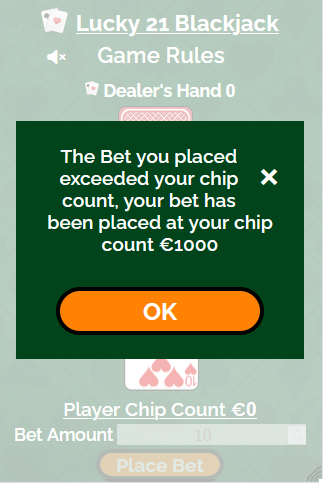 Lucky 21 Blackjack
Game Rules
Dealer's Hand 0
The Bet you placed
exceeded your chip
count, your bet has
been placed at your chip
count €1000
OK
10
Player Chip Count €0
Bet Amount 10
Place Bet